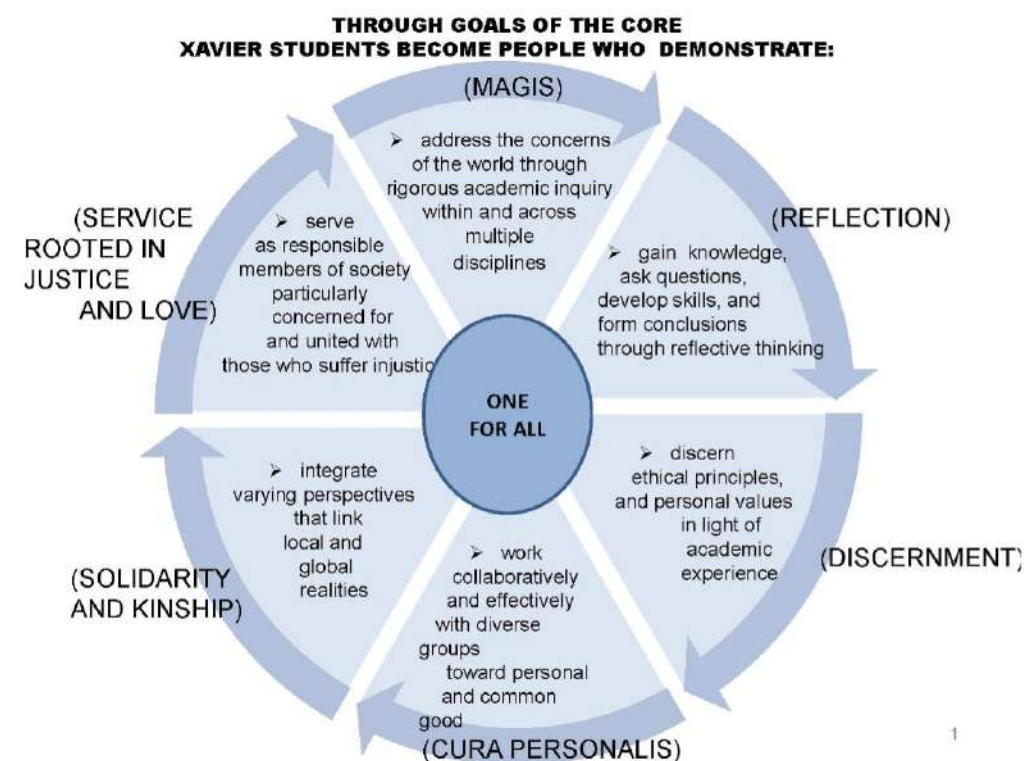 THROUGH GOALS OF THE CORE
XAVIER STUDENTS BECOME PEOPLE WHO DEMONSTRATE:
(MAGIS)
➢ address the concerns
of the world through
rigorous academic inquiry
within and across
multiple
disciplines
(REFLECTION)
➢ gain knowledge,
ask questions,
develop skills, and
form conclusions
through reflective thinking
(DISCERNMENT)
➢ discern
ethical principles,
and personal values
in light of
academic
experience
(CURA PERSONALIS)
➢ work
collaboratively
and effectively
with diverse
groups
toward personal
and common
good
(SOLIDARITY
AND KINSHIP)
➢ integrate
varying perspectives
that link
local and
global
realities
(SERVICE
ROOTED IN
JUSTICE
AND LOVE)
➢ serve
as responsible
members of society
particularly
concerned for
and united with
those who suffer injustic
ONE
FOR ALL
1